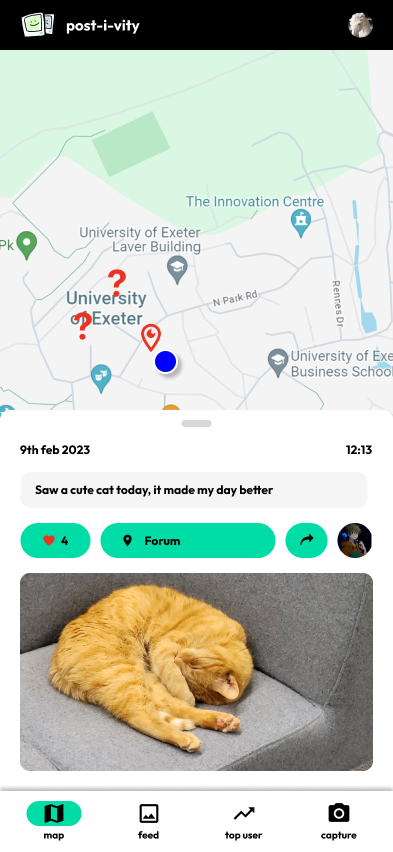 post-i-vity
The Innovation Centre
University of Exeter
Laver Building
Pk
?
University
of Exeter
?
N Park Rd
Renres Dr
University of Exe
Business School
9th feb 2023
12:13
Saw a cute cat today, it made my day better
4
Forum
map
feed
top user
capture